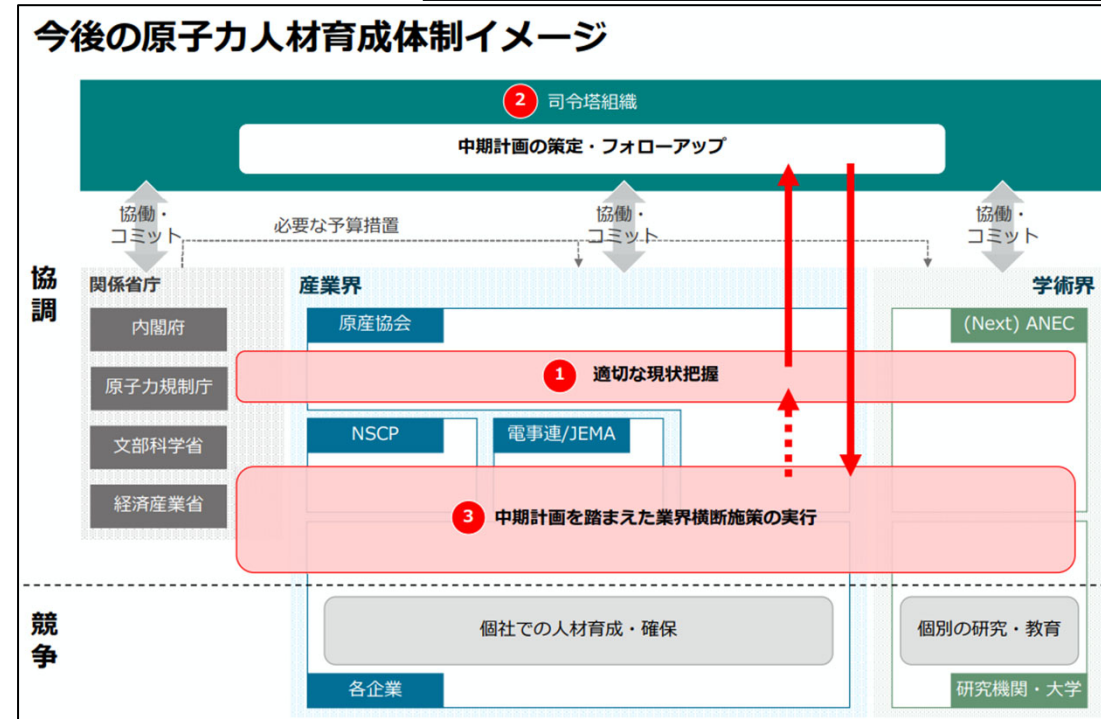 今後の原子力人材育成体制イメージ
2 司令塔組織
中期計画の策定・フォローアップ
協働・
コミット
必要な予算措置
協働・
コミット
協働・
コミット
協
調
関係省庁
産業界
学術界
内閣府
原産協会
(Next) ANEC
原子力規制庁
1 適切な現状把握
文部科学省
NSCP
電事連/JEMA
経済産業省
3 中期計画を踏まえた業界横断施策の実行
競
争
個社での人材育成・確保
個別の研究・教育
各企業
研究機関・大学